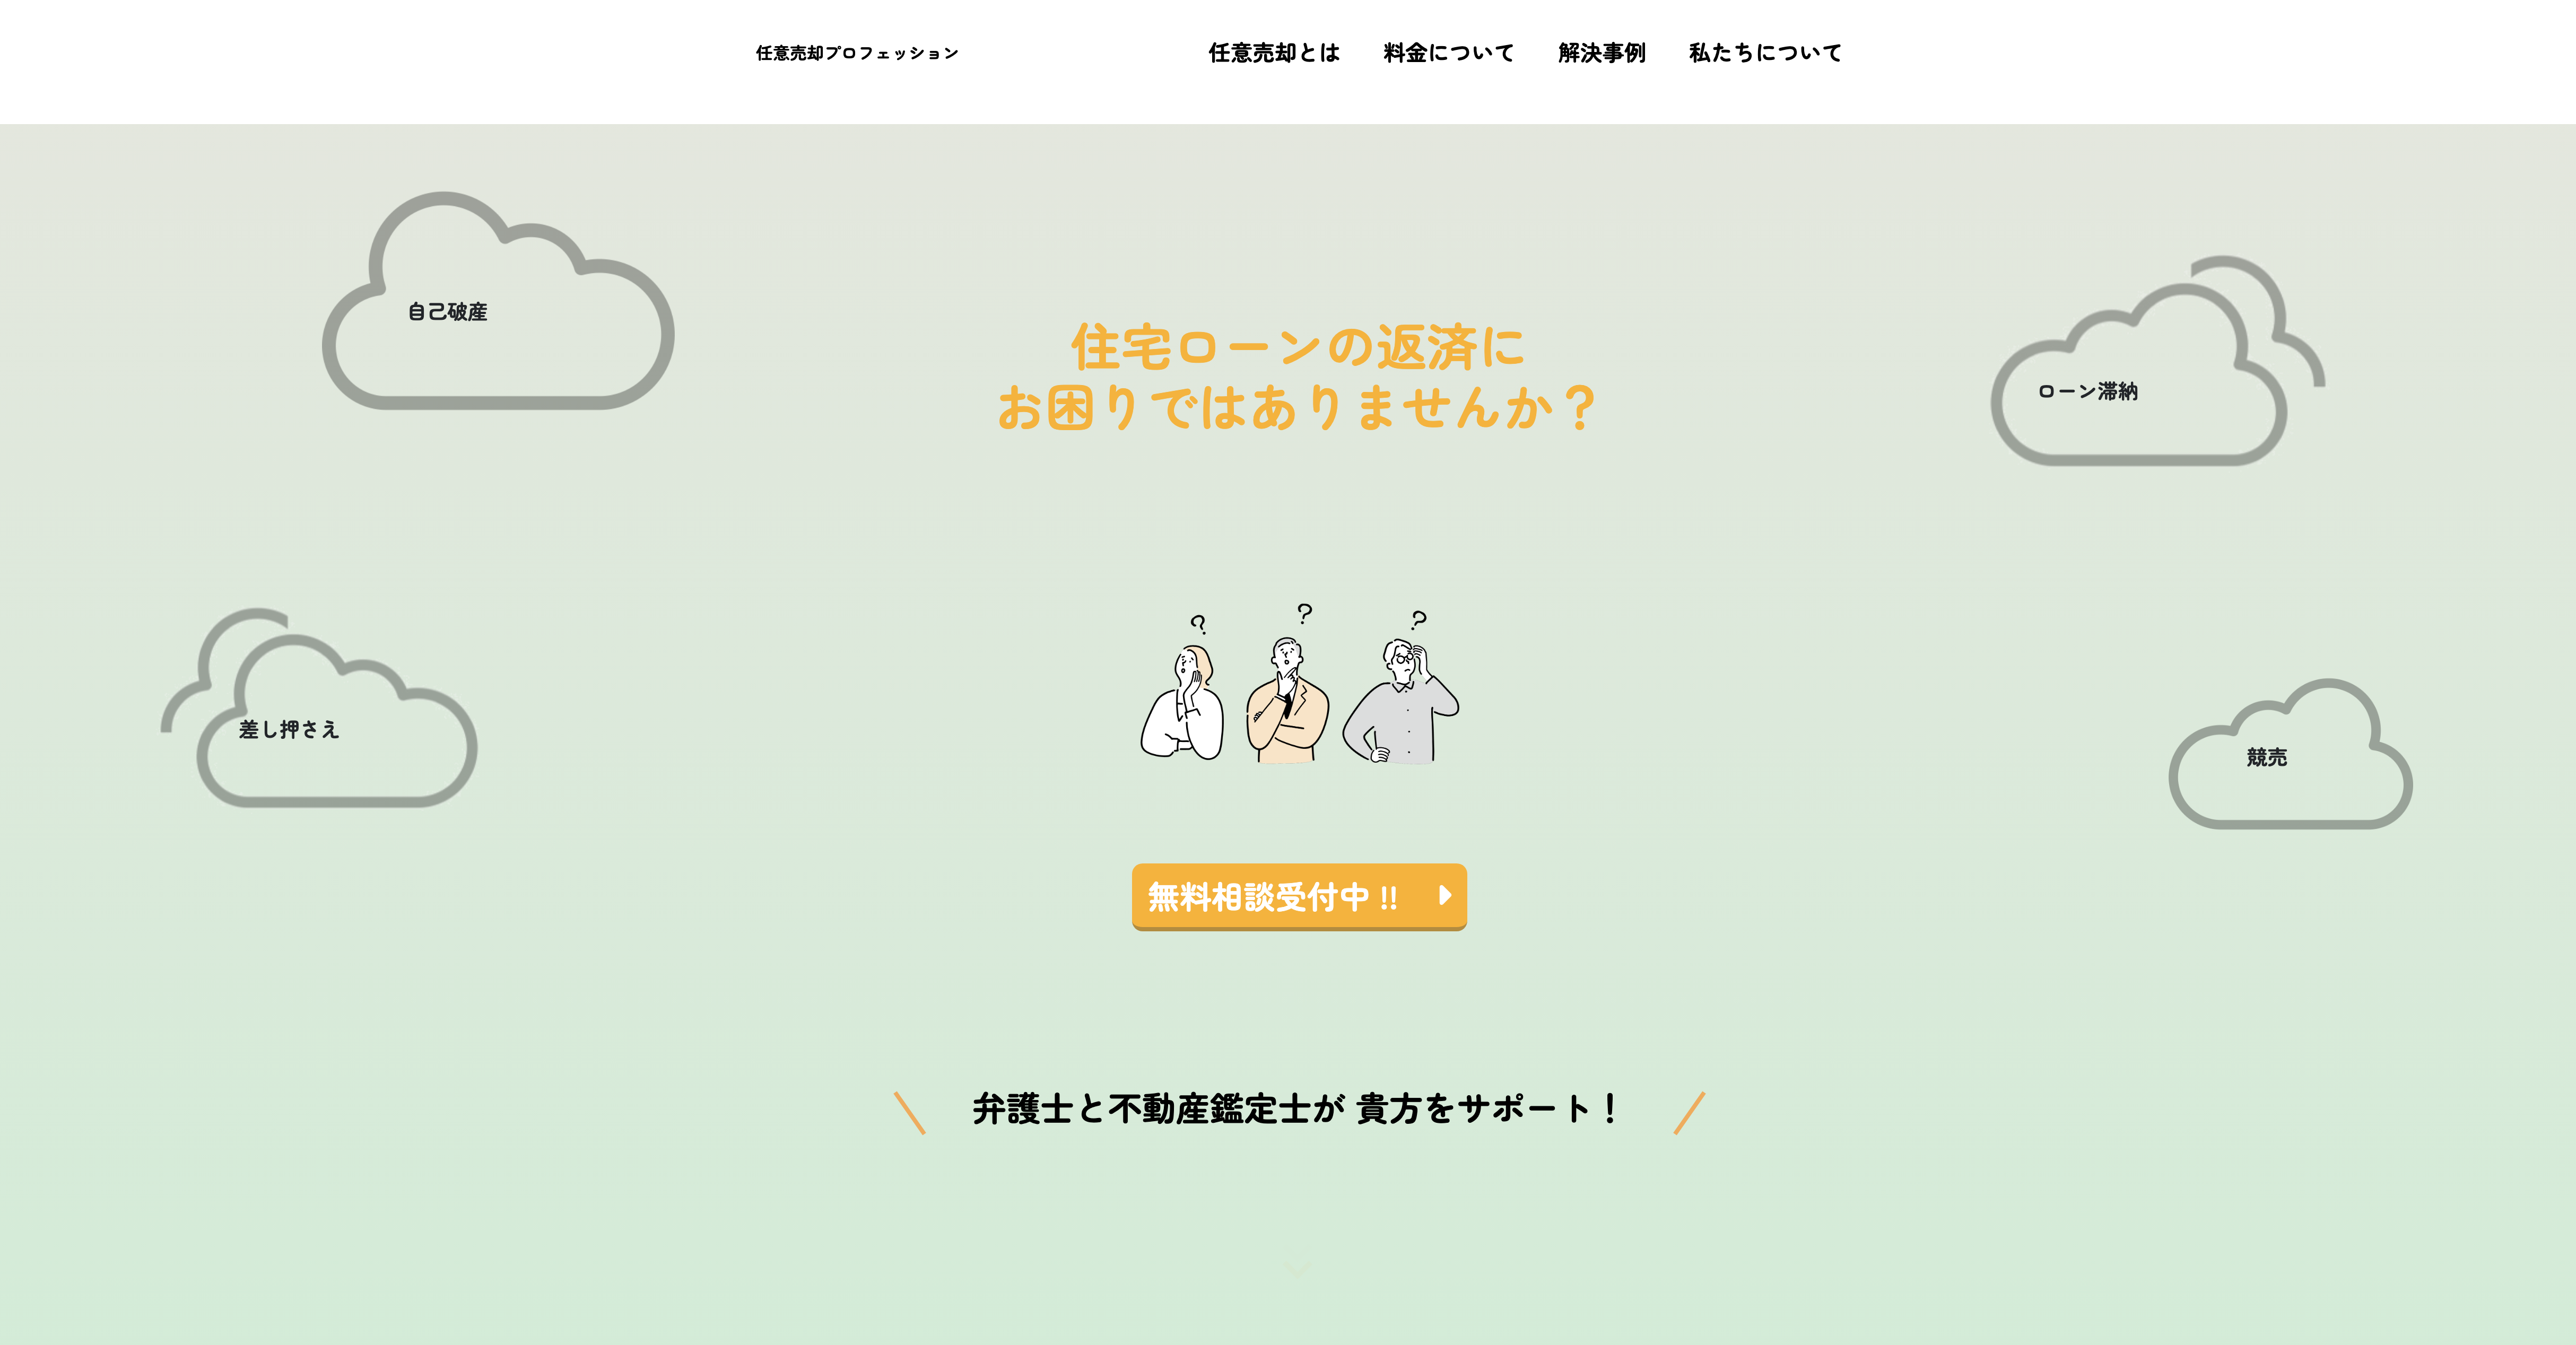 任意売却プロフェッション
任意売却とは
料金について
解決事例
私たちについて
自己破産
住宅ローンの返済に
お困りではありませんか？
ローン滞納
? ? ?
差し押さえ
競売
無料相談受付中 !!
弁護士と不動産鑑定士が 貴方をサポート！